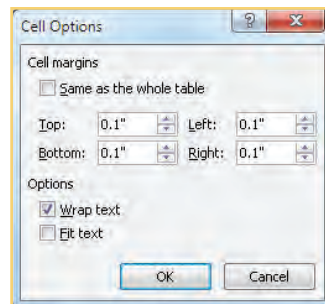 Cell Options
?
Cell margins
Same as the whole table
Top: 0.1" Left: 0.1"
Bottom: 0.1" Right: 0.1"
Options
Wrap text
Fit text
OK Cancel